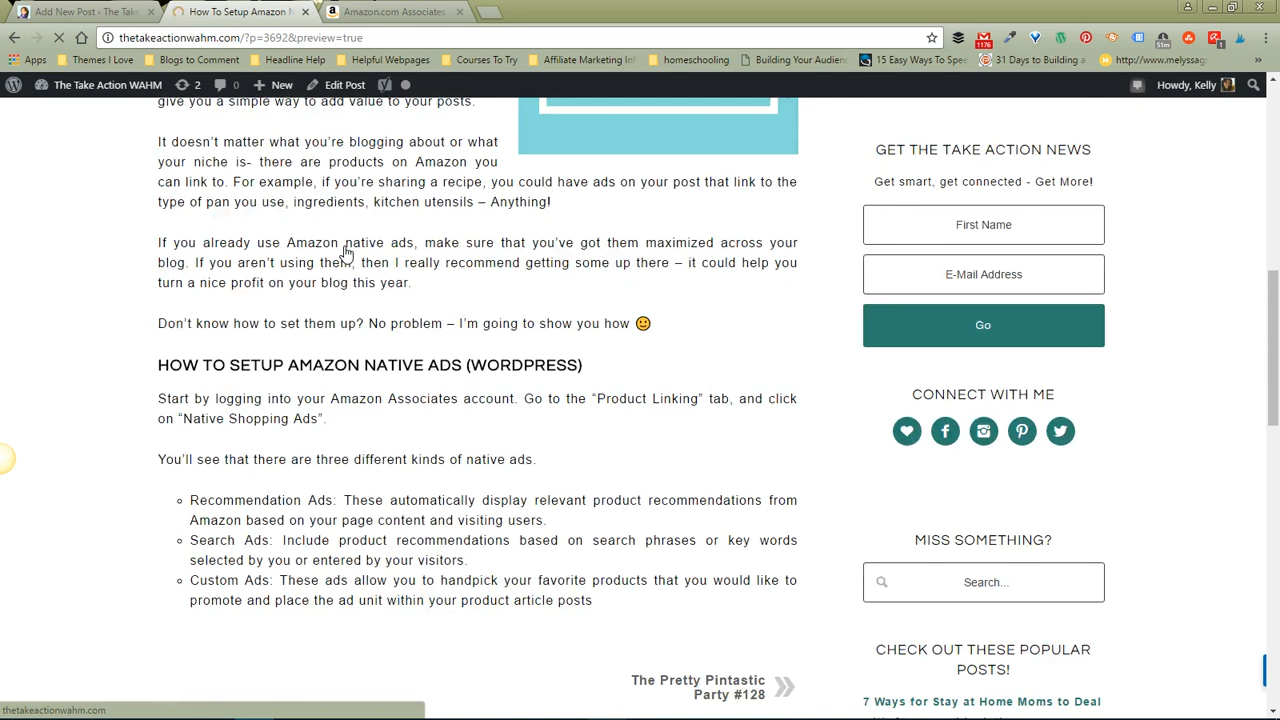 Add New Post ‹ The Take
How To Setup Amazon N
Amazon.com Associates
thetakeactionwahm.com/?p=3692&preview=true
1176
51m
1
Apps
Themes I Love
Blogs to Comment
Headline Help
Helpful Webpages
Courses To Try
Affiliate Marketing Inf
homeschooling
Building Your Audience
15 Easy Ways To Spee
31 Days to Building a
http://www.melyssag
The Take Action WAHM
2
0
New
Edit Post
Howdy, Kelly
give you a simple way to add value to your posts.
It doesn't matter what you're blogging about or what
your niche is- there are products on Amazon you
can link to. For example, if you're sharing a recipe, you could have ads on your post that link to the
type of pan you use, ingredients, kitchen utensils – Anything!
If you already use Amazon native ads, make sure that you've got them maximized across your
blog. If you aren't using them, then I really recommend getting some up there – it could help you
turn a nice profit on your blog this year.
Don't know how to set them up? No problem – I'm going to show you how 🙂
HOW TO SETUP AMAZON NATIVE ADS (WORDPRESS)
Start by logging into your Amazon Associates account. Go to the “Product Linking” tab, and click
on “Native Shopping Ads”.
You'll see that there are three different kinds of native ads.
Recommendation Ads: These automatically display relevant product recommendations from
Amazon based on your page content and visiting users.
Search Ads: Include product recommendations based on search phrases or key words
selected by you or entered by your visitors.
Custom Ads: These ads allow you to handpick your favorite products that you would like to
promote and place the ad unit within your product article posts
The Pretty Pintastic
Party #128
GET THE TAKE ACTION NEWS
Get smart, get connected - Get More!
First Name
E-Mail Address
Go
CONNECT WITH ME
MISS SOMETHING?
Search...
CHECK OUT THESE POPULAR
POSTS!
7 Ways for Stay at Home Moms to Deal
thetakeactionwahm.com